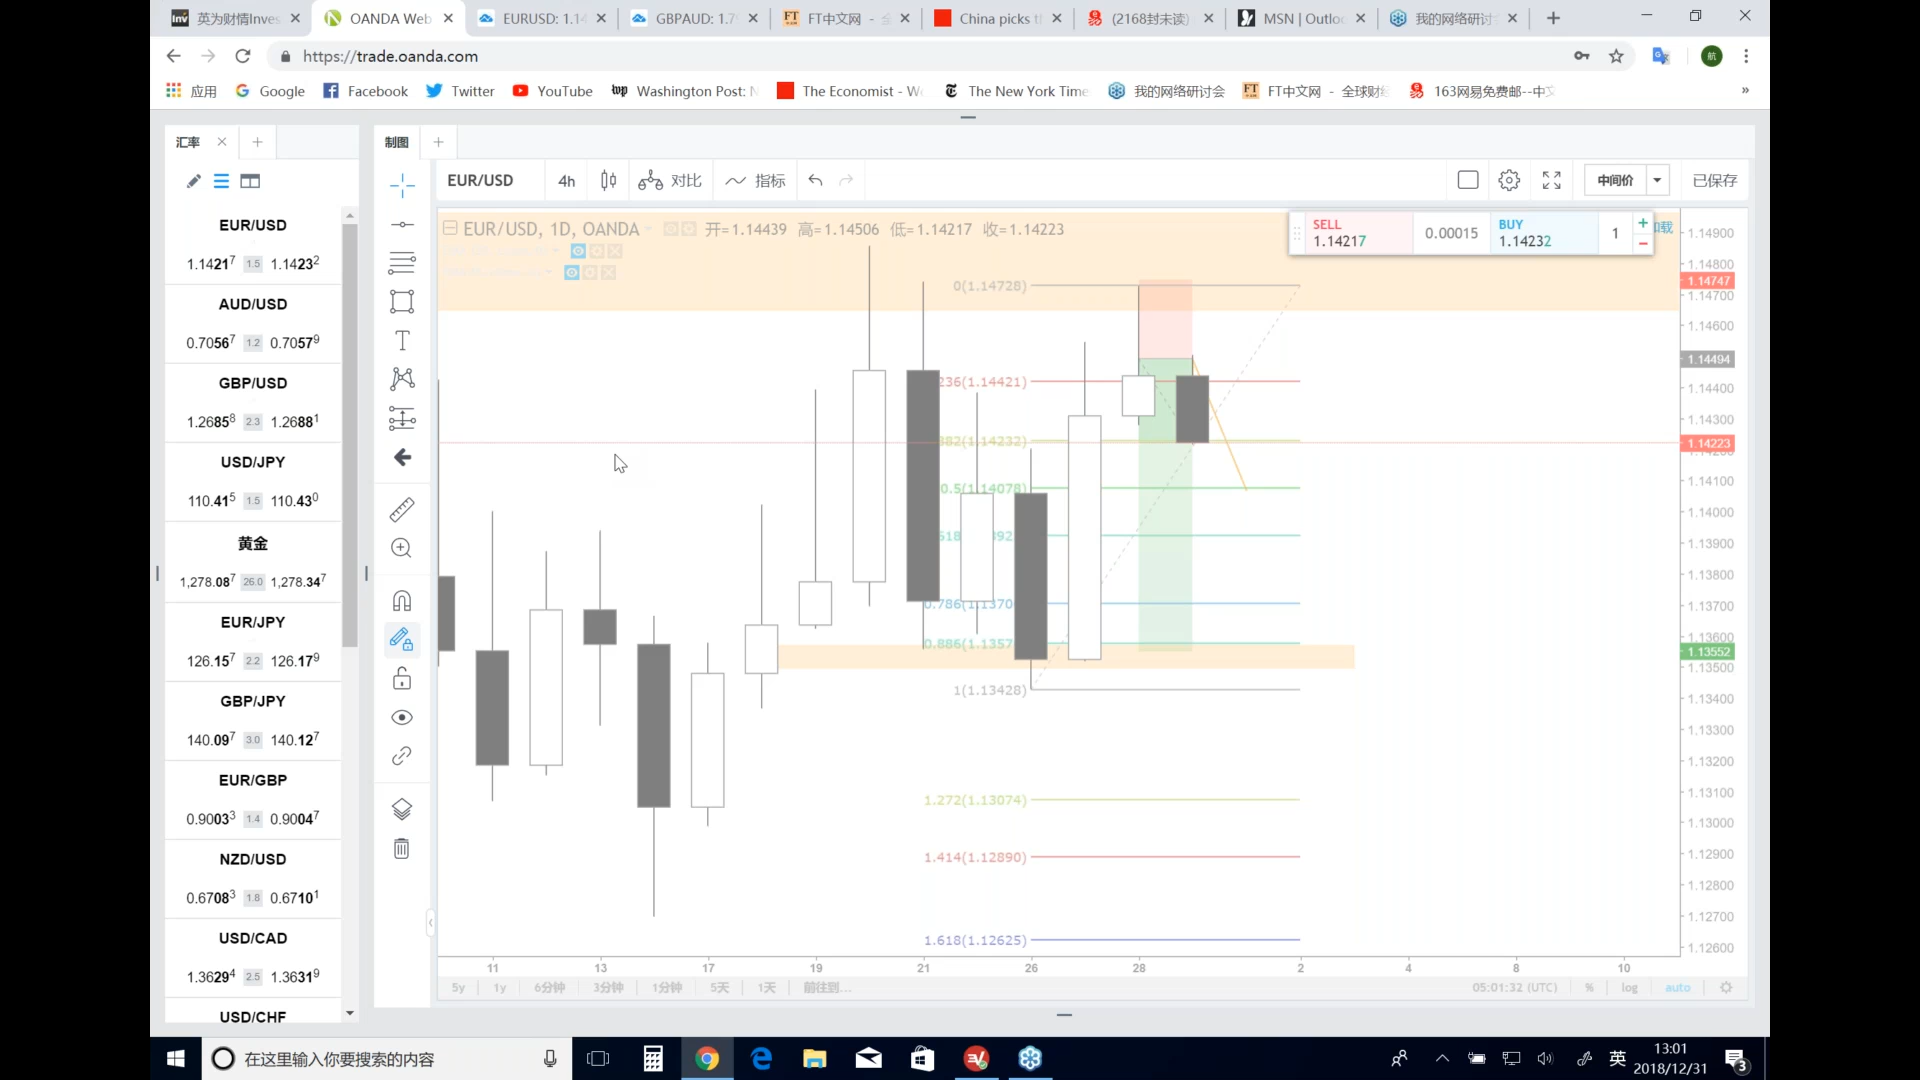 英为财情Inves
OANDA Web
EURUSD: 1.14
GBPAUD: 1.7
FT中文网 - 全
China picks t
(2168封未读)
MSN | Outloo
我的网络研讨会
https://trade.oanda.com
航
应用
Google
Facebook
Twitter
YouTube
Washington Post: N
The Economist - W
The New York Time
我的网络研讨会
FT中文网 - 全球财经
163网易免费邮--中文
汇率
制图
EUR/USD
4h
对比
指标
中间价
已保存
EUR/USD
1.14217 1.5 1.14232
AUD/USD
0.70567 1.2 0.70579
GBP/USD
1.26858 2.3 1.26881
USD/JPY
110.415 1.5 110.430
黄金
1,278.087 26.0 1,278.347
EUR/JPY
126.157 2.2 126.179
GBP/JPY
140.097 3.0 140.127
EUR/GBP
0.90033 1.4 0.90047
NZD/USD
0.67083 1.8 0.67101
USD/CAD
1.36294 2.5 1.36319
USD/CHF
EUR/USD, 1D, OANDA
开=1.14439 高=1.14506 低=1.14217 收=1.14223
SELL
1.14217
0.00015
BUY
1.14232
1
载
0(1.14728)
236(1.14421)
382(1.14232)
0.5(1.14078)
618
392
0.786(1.1370
0.886(1.1357
1(1.13428)
1.272(1.13074)
1.414(1.12890)
1.618(1.12625)
1.14900
1.14800
1.14747
1.14700
1.14600
1.14494
1.14400
1.14300
1.14223
1.14100
1.14000
1.13900
1.13800
1.13700
1.13600
1.13552
1.13500
1.13400
1.13300
1.13200
1.13100
1.13000
1.12900
1.12800
1.12700
1.12600
11 13 17 19 21 26 28 2 4 8 10
5y 1y 6分钟 3分钟 1分钟 5天 1天 前往到...
05:01:32 (UTC) % log auto
在这里输入你要搜索的内容
英
13:01
2018/12/31
3